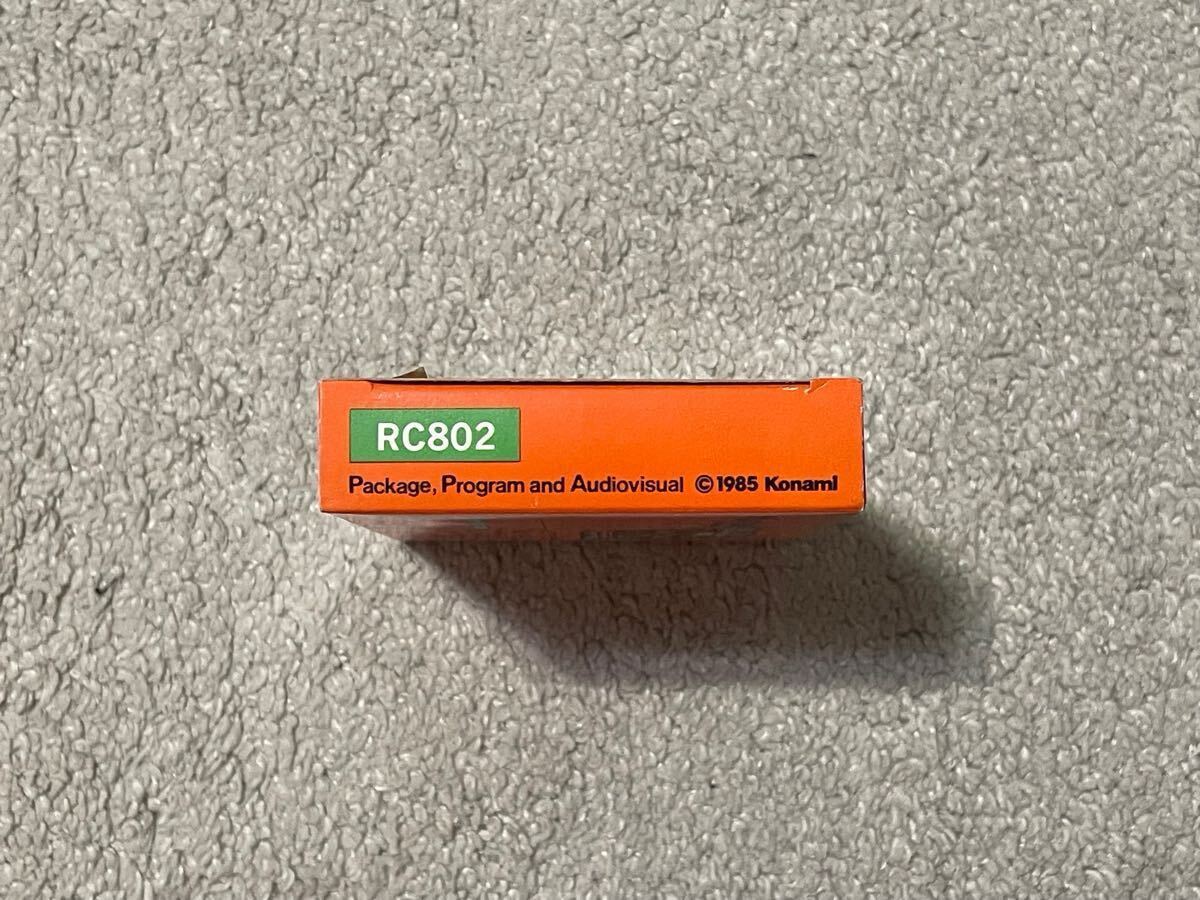 RC802
Package, Program and Audiovisual ©1985 Konami